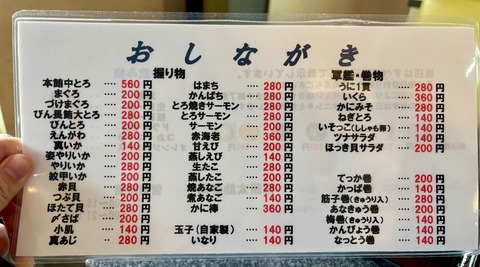 おしながき
握り物
本鮪中とろ …… 560円
まぐろ …… 200円
づけまぐろ …… 200円
びん長鮪大とろ …… 280円
びんとろ …… 200円
えんがわ …… 280円
真いか …… 140円
姿やりいか …… 200円
やりいか …… 280円
紋甲いか …… 200円
赤貝 …… 280円
つぶ貝 …… 200円
ほたて貝 …… 280円
〆さば …… 200円
小肌 …… 140円
真あじ …… 280円
はまち …… 280円
かんぱち …… 280円
とろ焼きサーモン …… 280円
とろサーモン …… 280円
サーモン …… 200円
赤海老 …… 280円
甘えび …… 200円
蒸しえび …… 140円
生たこ …… 280円
蒸したこ …… 200円
焼あなご …… 280円
煮あなご …… 140円
かに棒 …… 360円
玉子(自家製) …… 140円
いなり …… 140円
軍艦・巻物
うに1貫 …… 280円
いくら …… 360円
かにみそ …… 280円
ねぎとろ …… 140円
いそっこ(ししゃも卵) …… 140円
ツナサラダ …… 140円
ほっき貝サラダ …… 200円
てっか巻 …… 200円
かっぱ巻 …… 140円
筋子巻(きゅうり入) …… 280円
あなきゅう巻 …… 200円
梅巻(きゅうり入) …… 140円
かんぴょう巻 …… 140円
なっとう巻 …… 140円